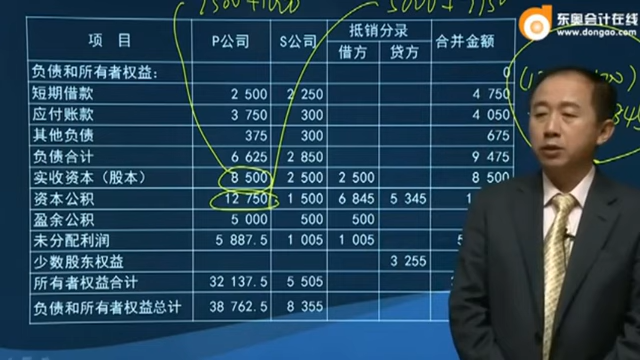 7500+1000
5000+7750
东奥会计在线
www.dongao.com
项 目 P公司 S公司 抵销分录 合并金额
借方 贷方
负债和所有者权益: 0
短期借款 2 500 2 250 4 750
应付账款 3 750 300 4 050
其他负债 375 300 675
负债合计 6 625 2 850 9 475
实收资本(股本) 8 500 2 500 2 500 8 500
资本公积 12 750 1 500 6 845 5 345 1
盈余公积 5 000 500 500
未分配利润 5 887.5 1 005 1 005 5
少数股东权益 3 255
所有者权益合计 32 137.5 5 505
负债和所有者权益总计 38 762.5 8 355